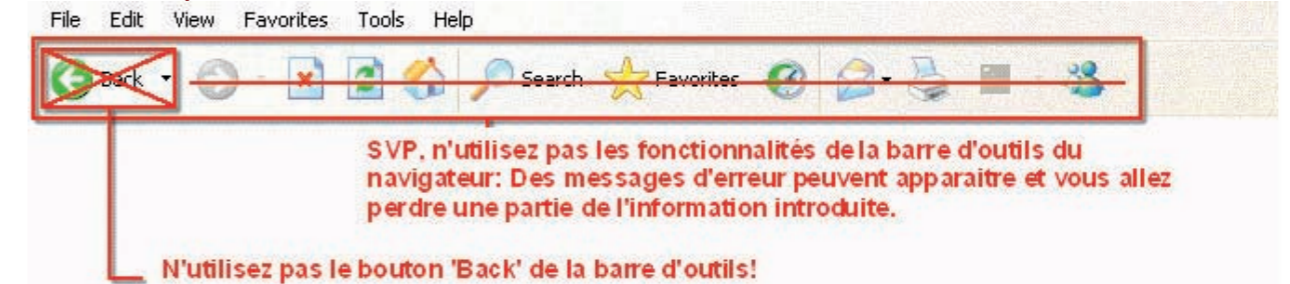 File Edit View Favorites Tools Help
Back Search Favorites
SVP, n'utilisez pas les fonctionnalités de la barre d'outils du
navigateur: Des messages d'erreur peuvent apparaitre et vous allez
perdre une partie de l'information introduite.
N'utilisez pas le bouton 'Back' de la barre d'outils!